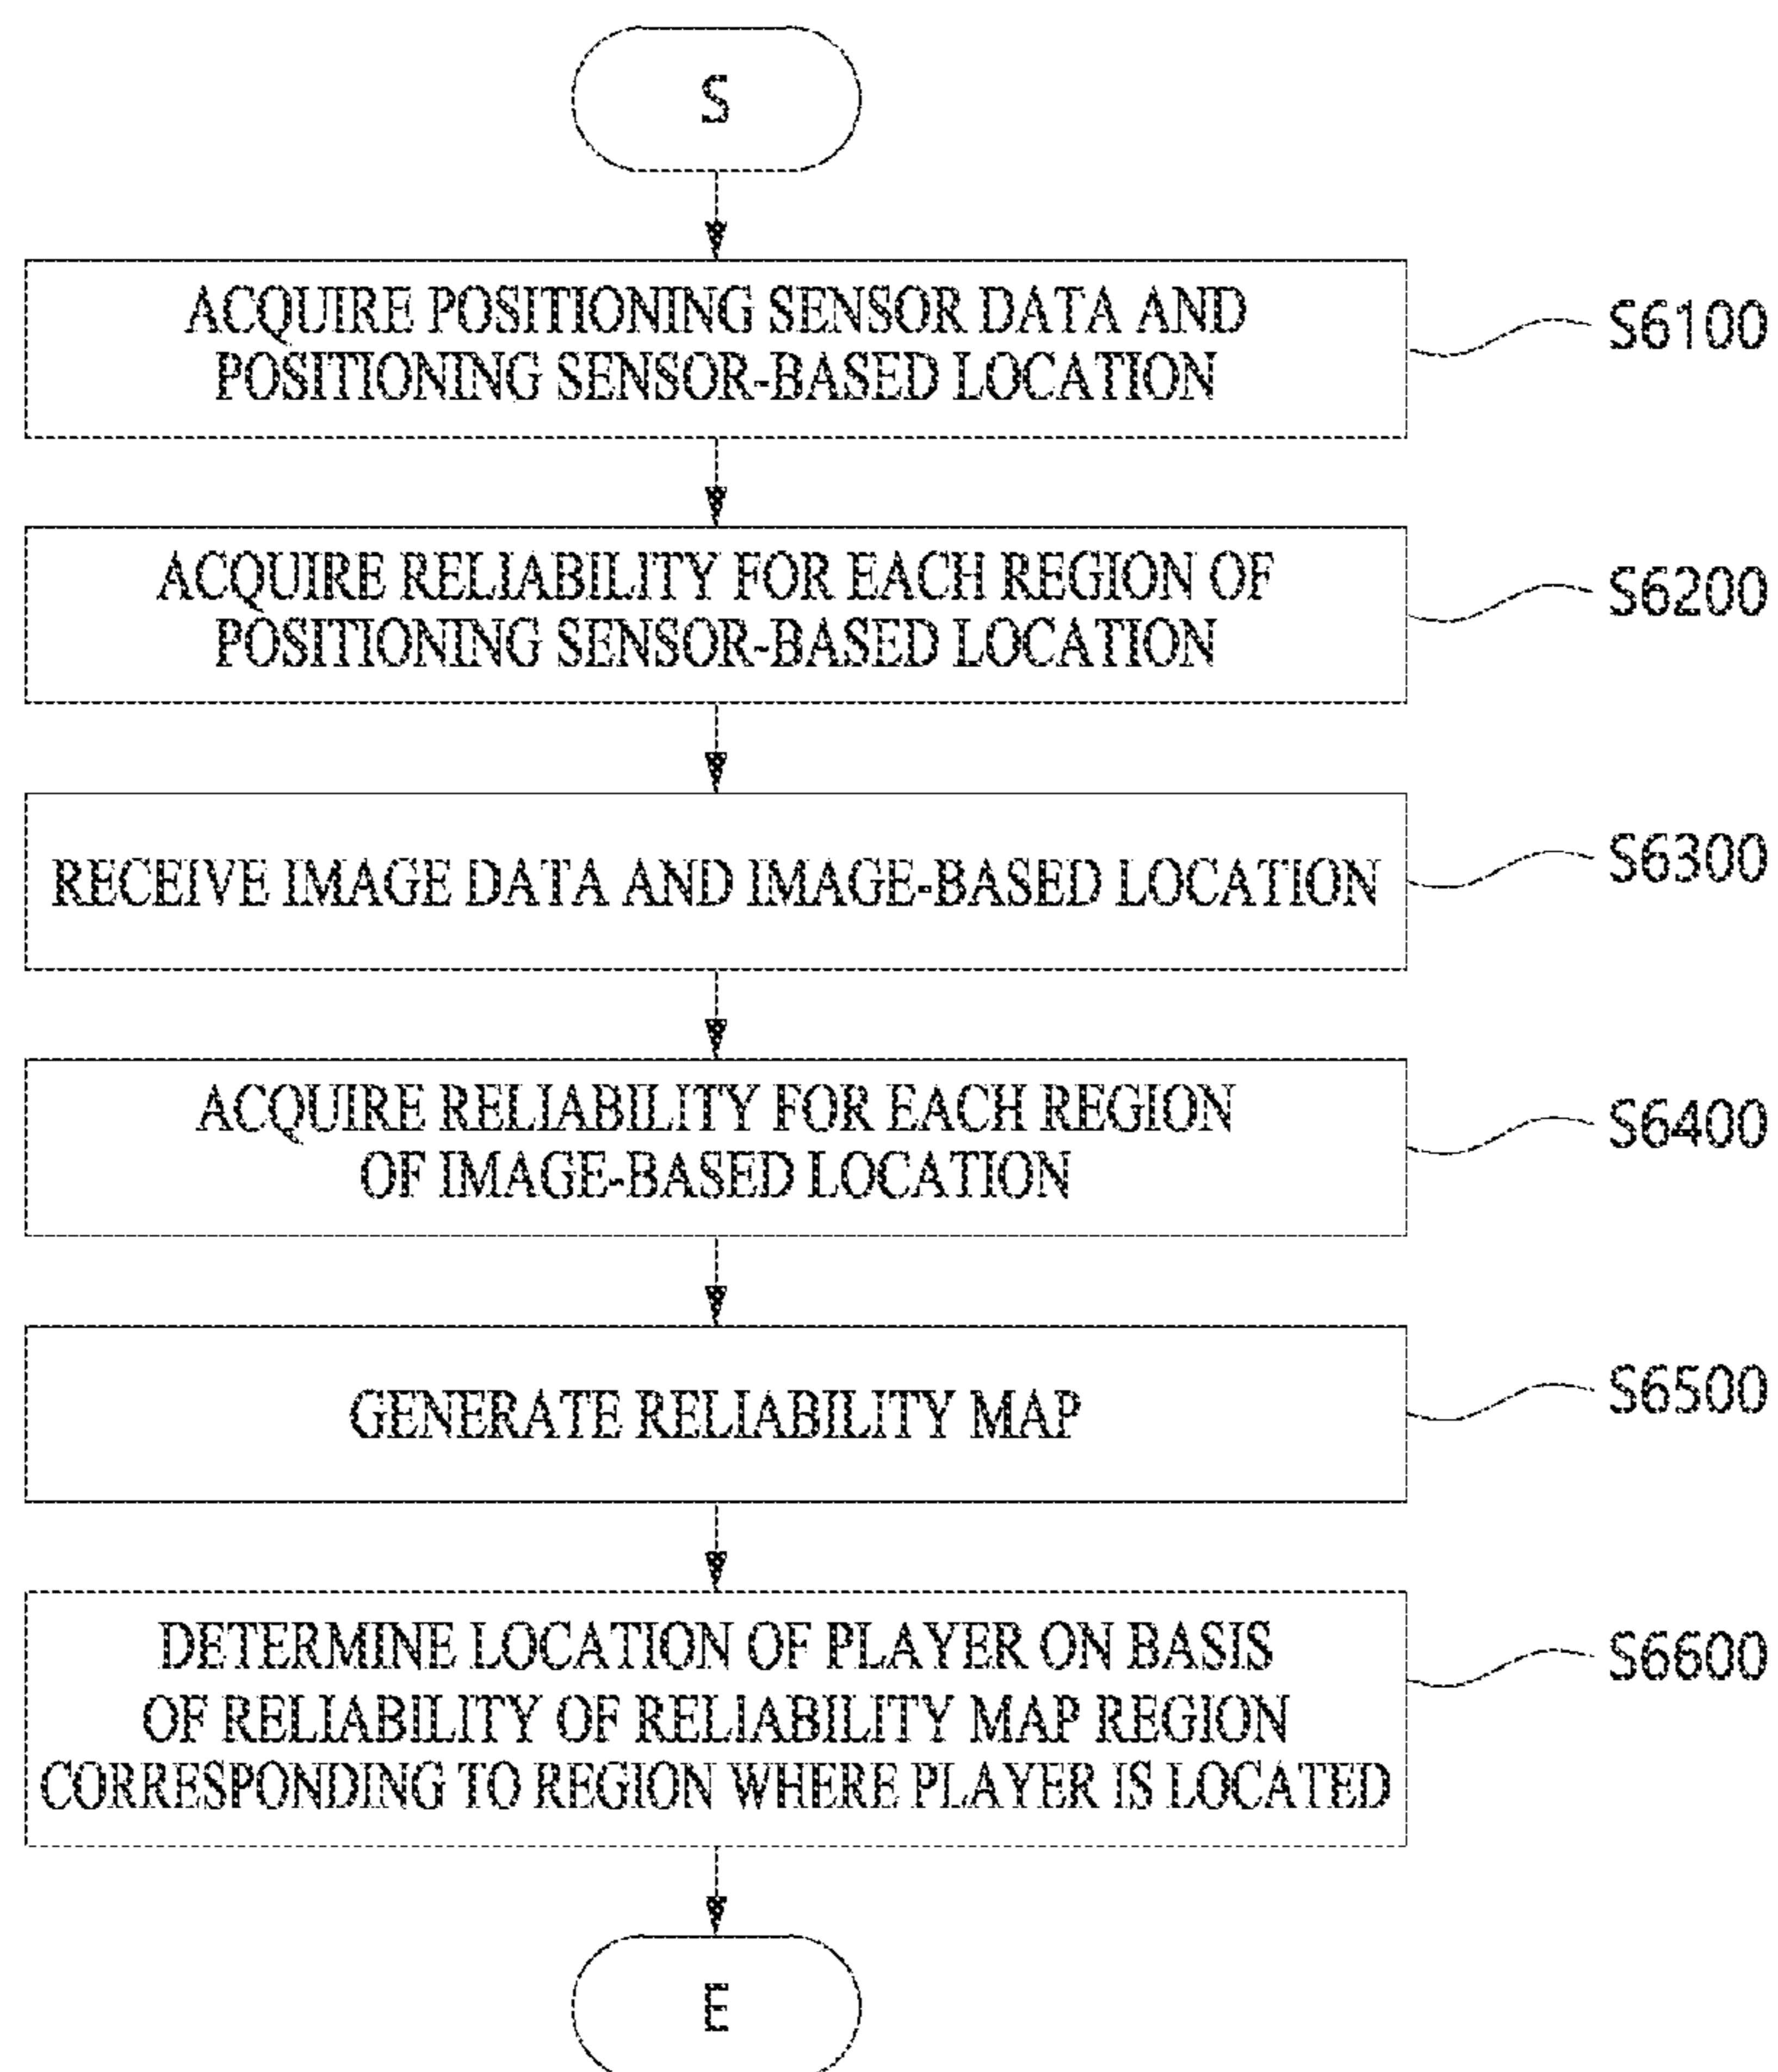 S
ACQUIRE POSITIONING SENSOR DATA AND
POSITIONING SENSOR-BASED LOCATION
S6100
ACQUIRE RELIABILITY FOR EACH REGION OF
POSITIONING SENSOR-BASED LOCATION
S6200
RECEIVE IMAGE DATA AND IMAGE-BASED LOCATION
S6300
ACQUIRE RELIABILITY FOR EACH REGION
OF IMAGE-BASED LOCATION
S6400
GENERATE RELIABILITY MAP
S6500
DETERMINE LOCATION OF PLAYER ON BASIS
OF RELIABILITY OF RELIABILITY MAP REGION
CORRESPONDING TO REGION WHERE PLAYER IS LOCATED
S6600
E